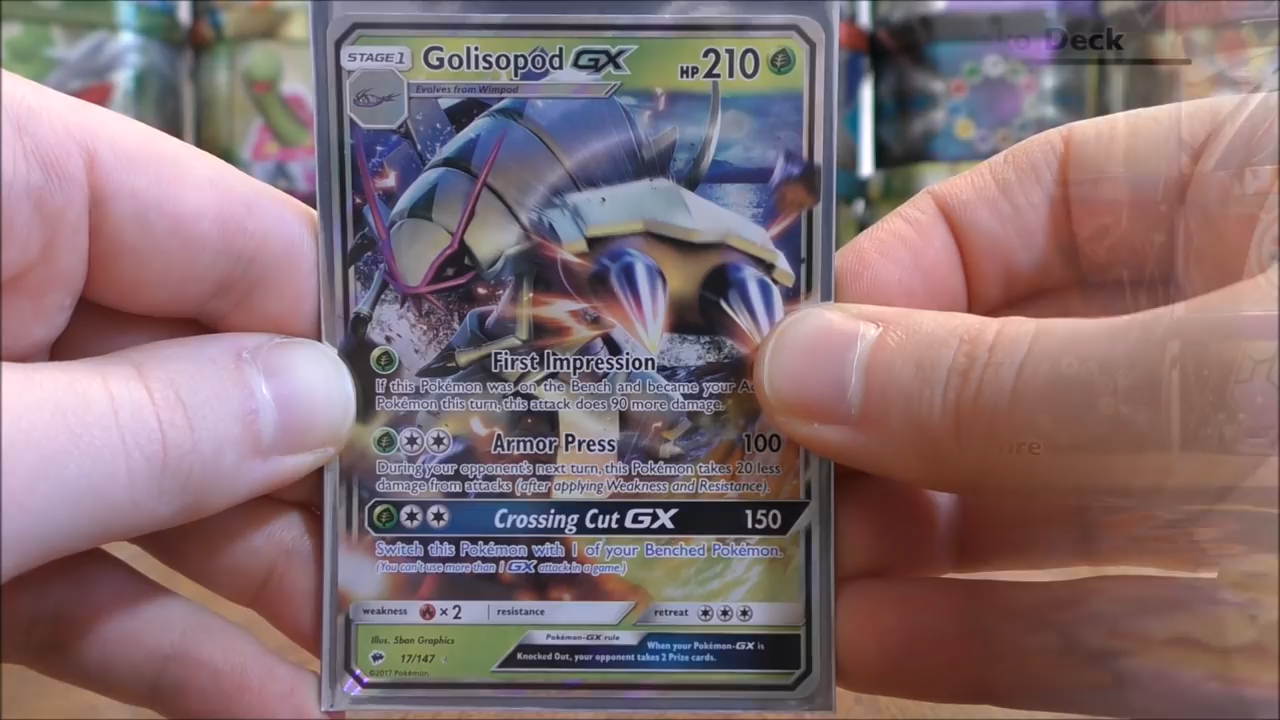 Deck
STAGE 1
Golisopod GX
HP 210
Evolves from Wimpod
First Impression
If this Pokémon was on the Bench and became your
Pokémon this turn, this attack does 90 more damage.
Armor Press 100
During your opponent's next turn, this Pokémon takes 20 less
damage from attacks (after applying Weakness and Resistance).
Crossing Cut GX 150
Switch this Pokémon with 1 of your Benched Pokémon.
(You can't use more than 1 GX attack in a game.)
weakness ×2 resistance retreat
Illus. 5ban Graphics
17/147
©2017 Pokémon
Pokémon-GX rule
When your Pokémon-GX is
Knocked Out, your opponent takes 2 Prize cards.